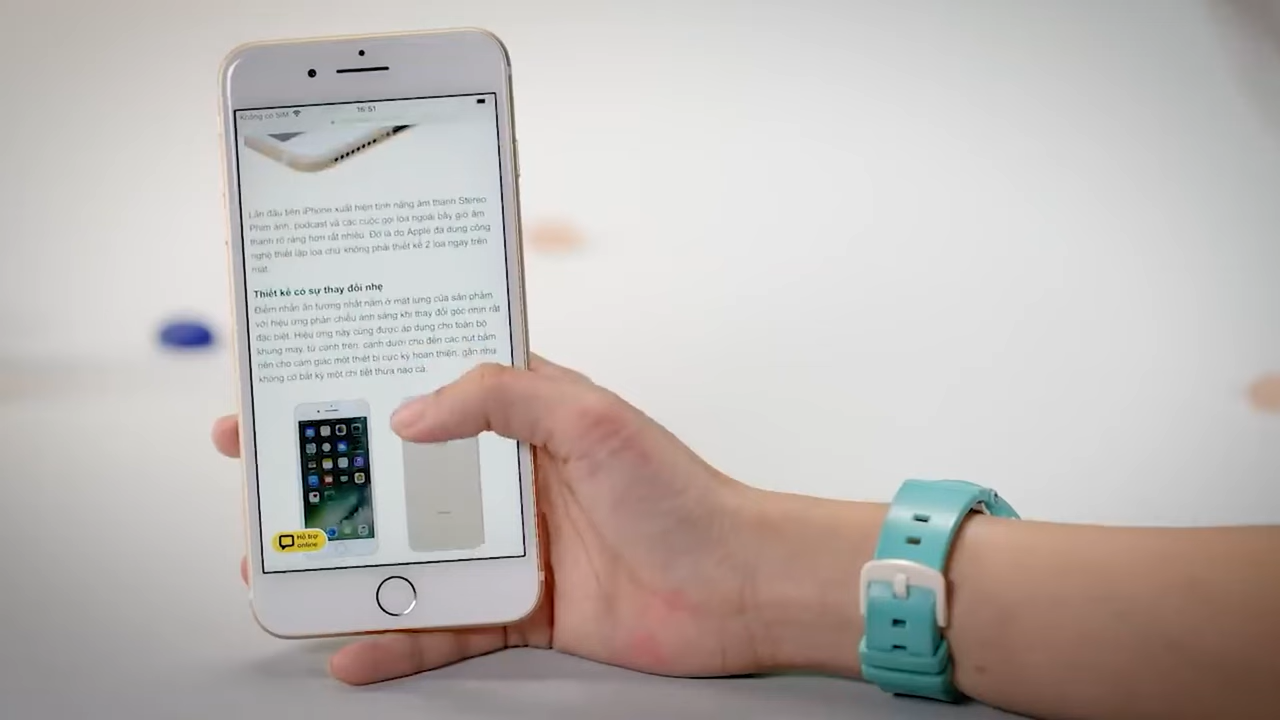 Không có SIM
16:51
Lần đầu tiên iPhone xuất hiện tính năng âm thanh Stereo
Phim ảnh, podcast và các cuộc gọi loa ngoài bây giờ âm
thanh rõ ràng hơn rất nhiều. Đó là do Apple đã dùng công
nghệ thiết lập loa chứ không phải thiết kế 2 loa ngay trên
mặt.
Thiết kế có sự thay đổi nhẹ
Điểm nhấn ấn tượng nhất nằm ở mặt lưng của sản phẩm
với hiệu ứng phản chiếu ánh sáng khi thay đổi góc nhìn rất
đặc biệt. Hiệu ứng này cũng được áp dụng cho toàn bộ
khung máy, từ cạnh trên, cạnh dưới cho đến các nút bấm
nên cho cảm giác một thiết bị cực kỳ hoàn thiện, gần như
không có bất kỳ một chi tiết thừa nào cả.
Hỗ trợ
online